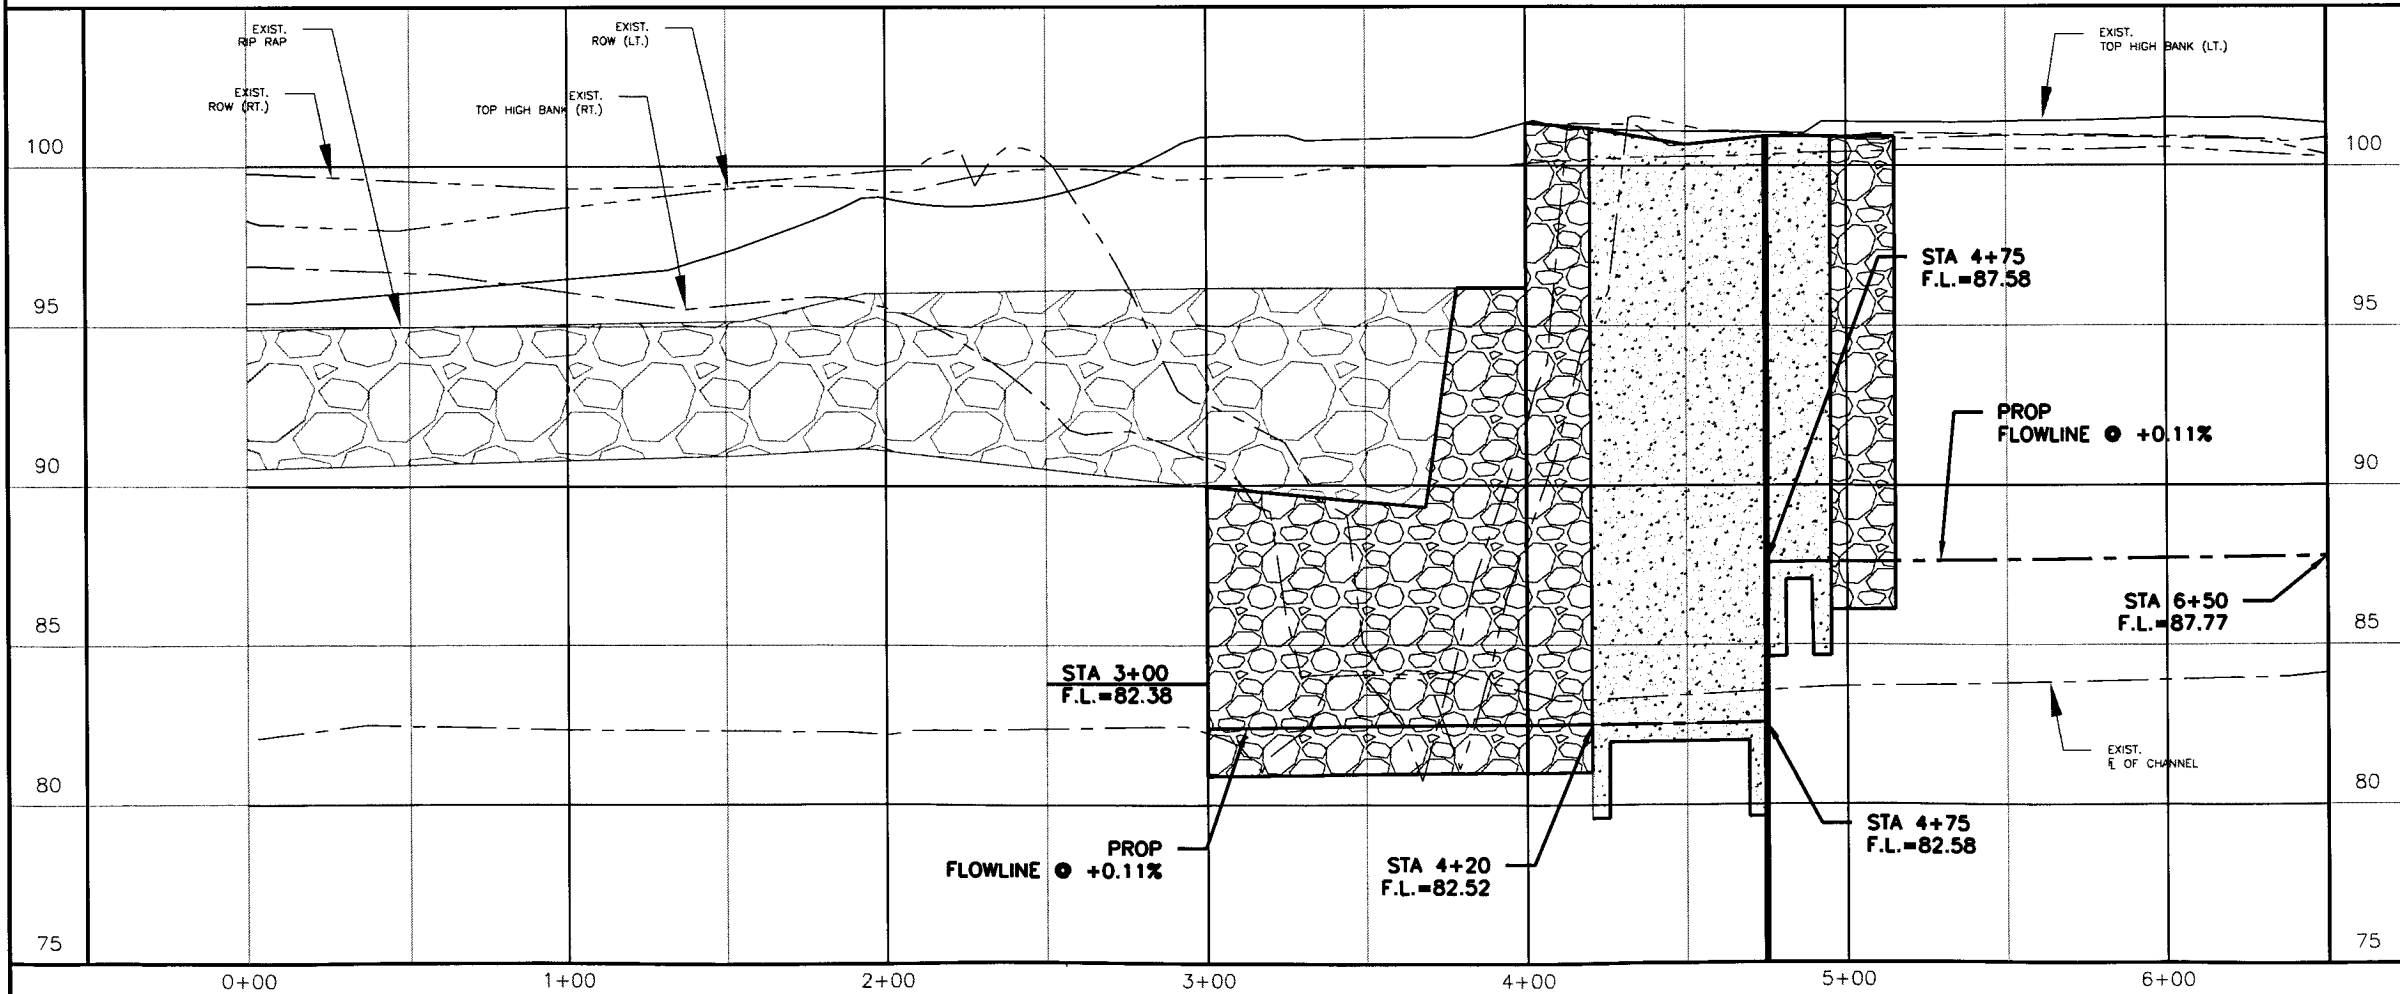 EXIST.
RIP RAP
EXIST.
ROW (LT.)
EXIST.
TOP HIGH BANK (LT.)
EXIST.
ROW (RT.)
EXIST.
TOP HIGH BANK (RT.)
100
100
STA 4+75
F.L.=87.58
95
95
PROP
FLOWLINE @ +0.11%
90
90
STA 6+50
F.L.=87.77
85
85
STA 3+00
F.L.=82.38
EXIST.
℄ OF CHANNEL
80
80
PROP
FLOWLINE @ +0.11%
STA 4+20
F.L.=82.52
STA 4+75
F.L.=82.58
75
75
0+00
1+00
2+00
3+00
4+00
5+00
6+00